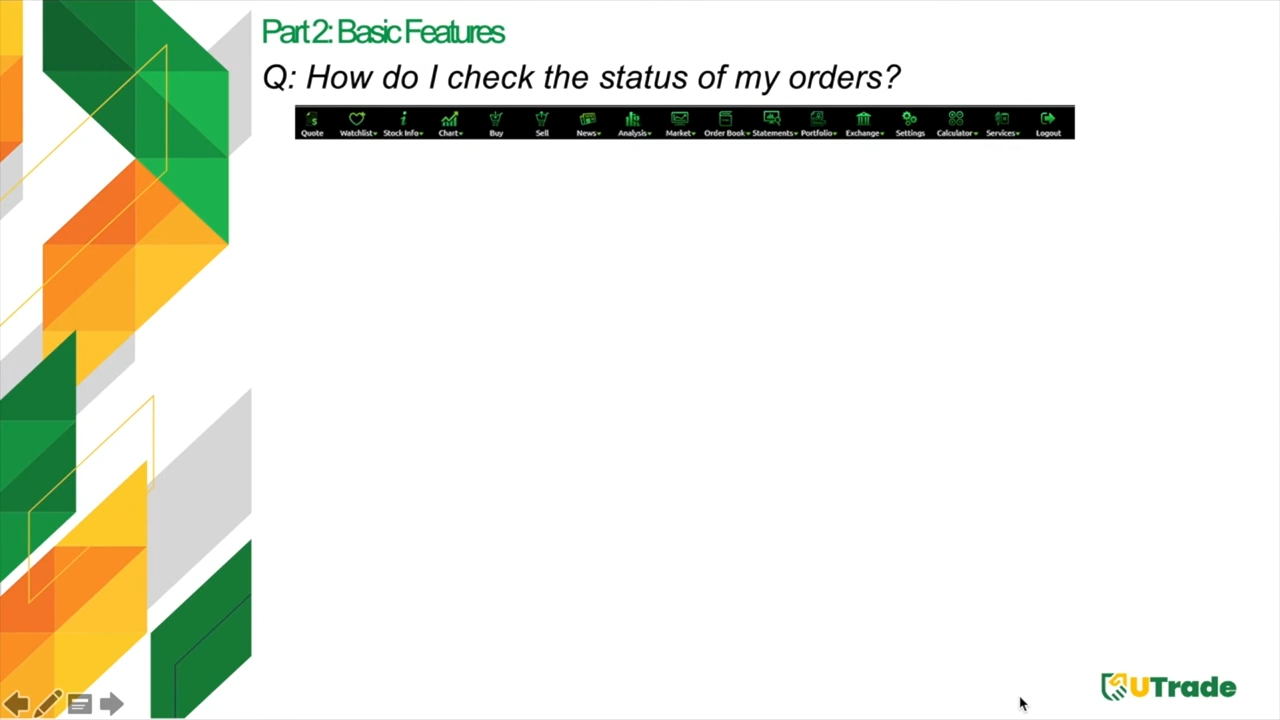 Part 2: Basic Features
Q: How do I check the status of my orders?
Quote Watchlist Stock Info Chart Buy Sell News Analysis Market Order Book Statements Portfolio Exchange Settings Calculator Services Logout
UTrade